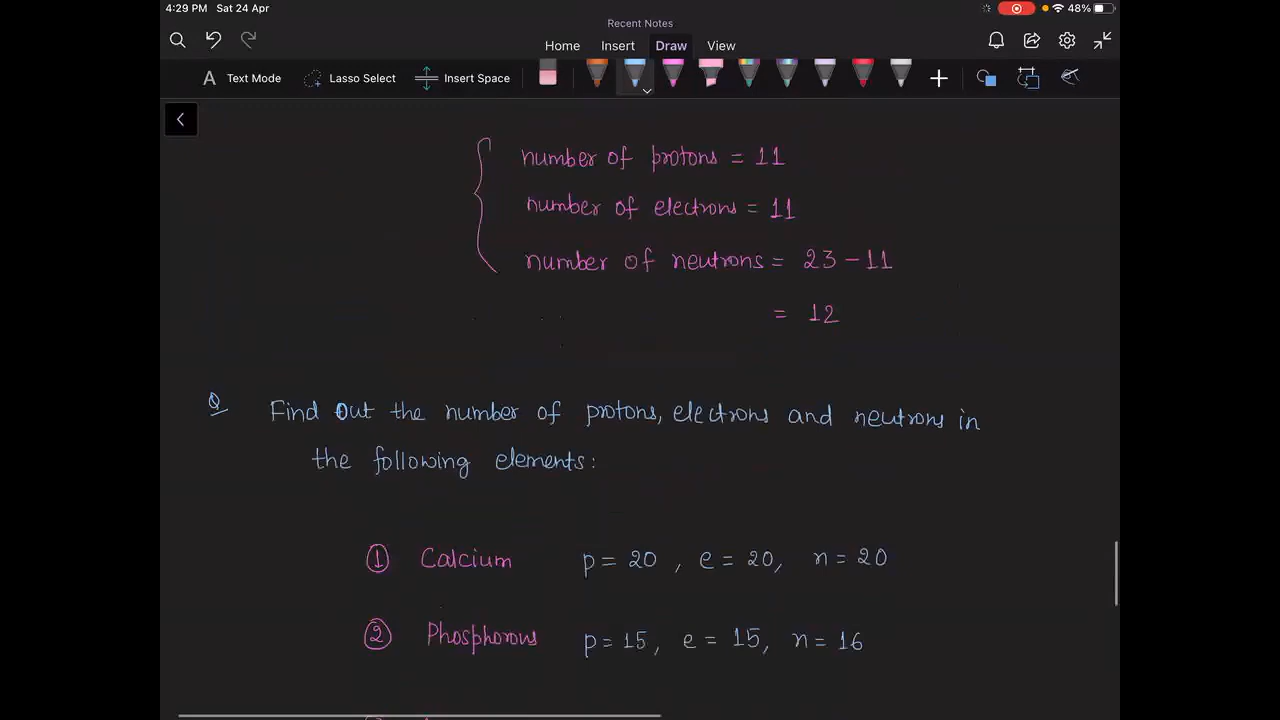 4:29 PM Sat 24 Apr
48%
Recent Notes
Home Insert Draw View
A Text Mode Lasso Select Insert Space
number of protons = 11
number of electrons = 11
number of neutrons = 23 - 11
= 12
Q Find Out the number of protons, electrons and neutrons in
the following elements:
① Calcium p = 20 , e = 20, n = 20
② Phosphorous p = 15, e = 15, n = 16